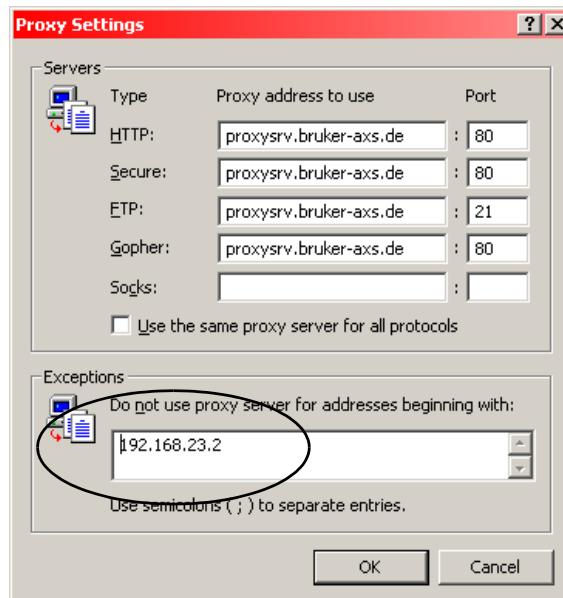 Proxy Settings
Servers
Type Proxy address to use Port
HTTP: proxysrv.bruker-axs.de : 80
Secure: proxysrv.bruker-axs.de : 80
FTP: proxysrv.bruker-axs.de : 21
Gopher: proxysrv.bruker-axs.de : 80
Socks: :
Use the same proxy server for all protocols
Exceptions
Do not use proxy server for addresses beginning with:
192.168.23.2
Use semicolons ( ; ) to separate entries.
OK Cancel